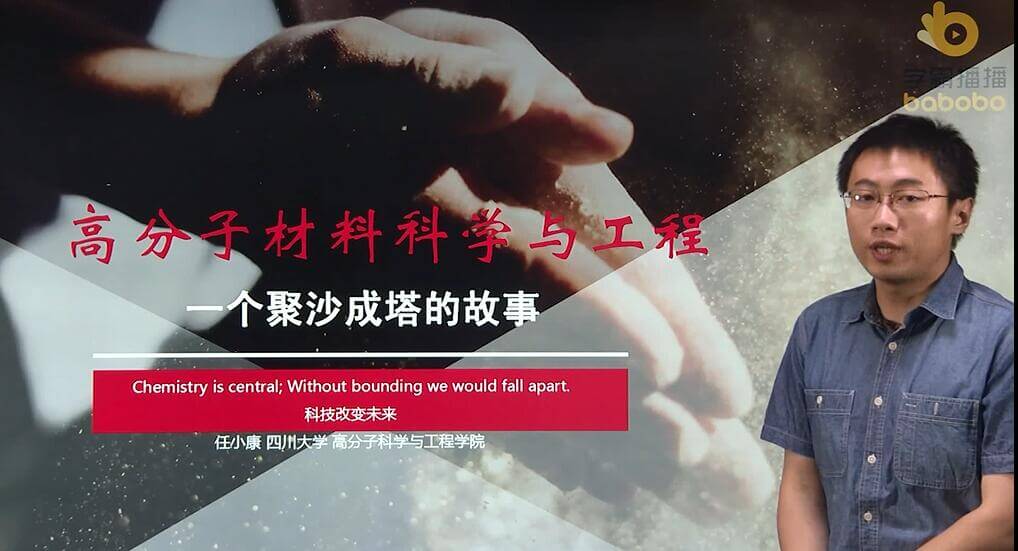 学霸播播
babobo
高分子材料科学与工程
一个聚沙成塔的故事
Chemistry is central; Without bounding we would fall apart.
科技改变未来
任小康 四川大学 高分子科学与工程学院